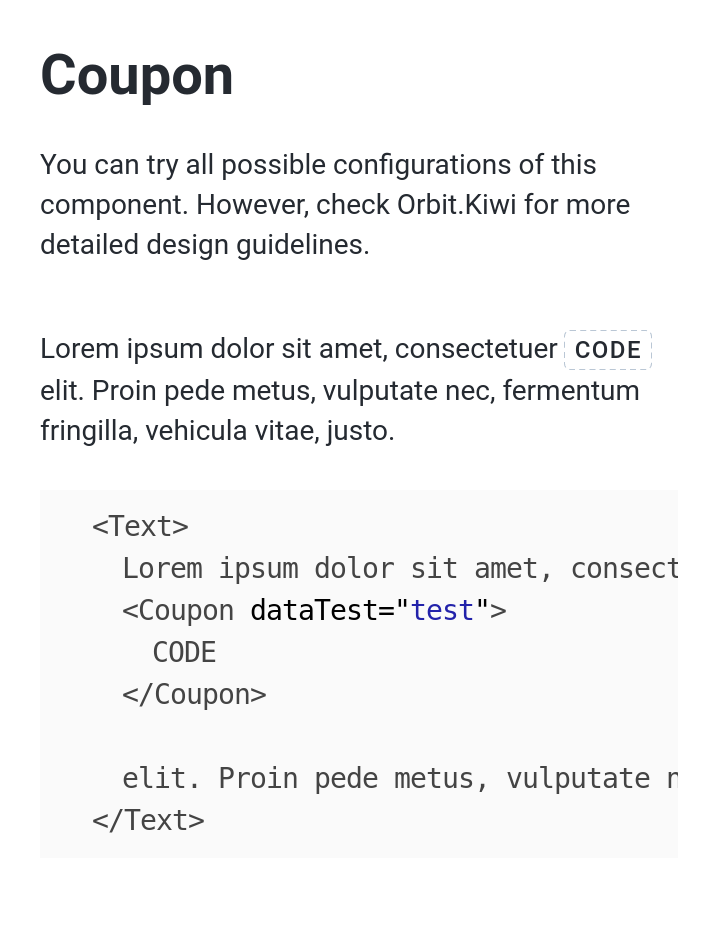 Coupon
You can try all possible configurations of this
component. However, check Orbit.Kiwi for more
detailed design guidelines.
Lorem ipsum dolor sit amet, consectetuer CODE
elit. Proin pede metus, vulputate nec, fermentum
fringilla, vehicula vitae, justo.
<Text>
Lorem ipsum dolor sit amet, consect
<Coupon dataTest="test">
CODE
</Coupon>
elit. Proin pede metus, vulputate n
</Text>